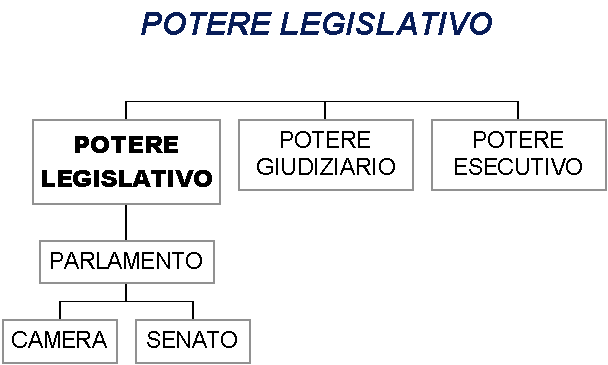 POTERE LEGISLATIVO
POTERE
LEGISLATIVO
POTERE
GIUDIZIARIO
POTERE
ESECUTIVO
PARLAMENTO
CAMERA
SENATO